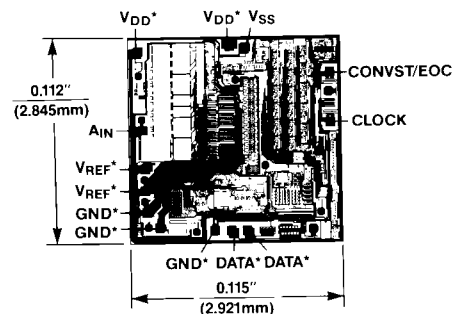 VDD*
VDD*
VSS
0.112"
(2.845mm)
CONVST/EOC
CLOCK
AIN
VREF*
VREF*
GND*
GND*
GND* DATA* DATA*
0.115"
(2.921mm)